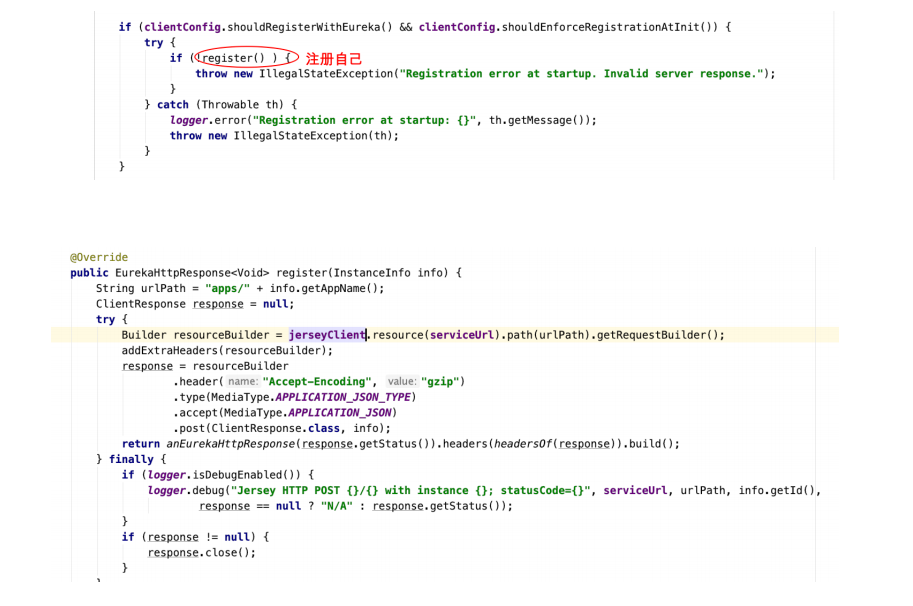 if (clientConfig.shouldRegisterWithEureka() && clientConfig.shouldEnforceRegistrationAtInit()) {
try {
if (!register() ) { 注册自己
throw new IllegalStateException("Registration error at startup. Invalid server response.");
}
} catch (Throwable th) {
logger.error("Registration error at startup: {}", th.getMessage());
throw new IllegalStateException(th);
}
}
@Override
public EurekaHttpResponse<Void> register(InstanceInfo info) {
String urlPath = "apps/" + info.getAppName();
ClientResponse response = null;
try {
Builder resourceBuilder = jerseyClient.resource(serviceUrl).path(urlPath).getRequestBuilder();
addExtraHeaders(resourceBuilder);
response = resourceBuilder
.header( name: "Accept-Encoding", value: "gzip")
.type(MediaType.APPLICATION_JSON_TYPE)
.accept(MediaType.APPLICATION_JSON)
.post(ClientResponse.class, info);
return anEurekaHttpResponse(response.getStatus()).headers(headersOf(response)).build();
} finally {
if (logger.isDebugEnabled()) {
logger.debug("Jersey HTTP POST {}/{} with instance {}; statusCode={}", serviceUrl, urlPath, info.getId(),
response == null ? "N/A" : response.getStatus());
}
if (response != null) {
response.close();
}